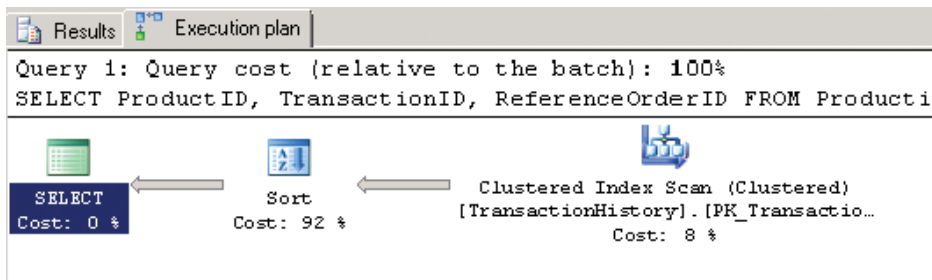 Results Execution plan
Query 1: Query cost (relative to the batch): 100%
SELECT ProductID, TransactionID, ReferenceOrderID FROM Producti
SELECT
Cost: 0 %
Sort
Cost: 92 %
Clustered Index Scan (Clustered)
[TransactionHistory].[PK_Transactio…
Cost: 8 %